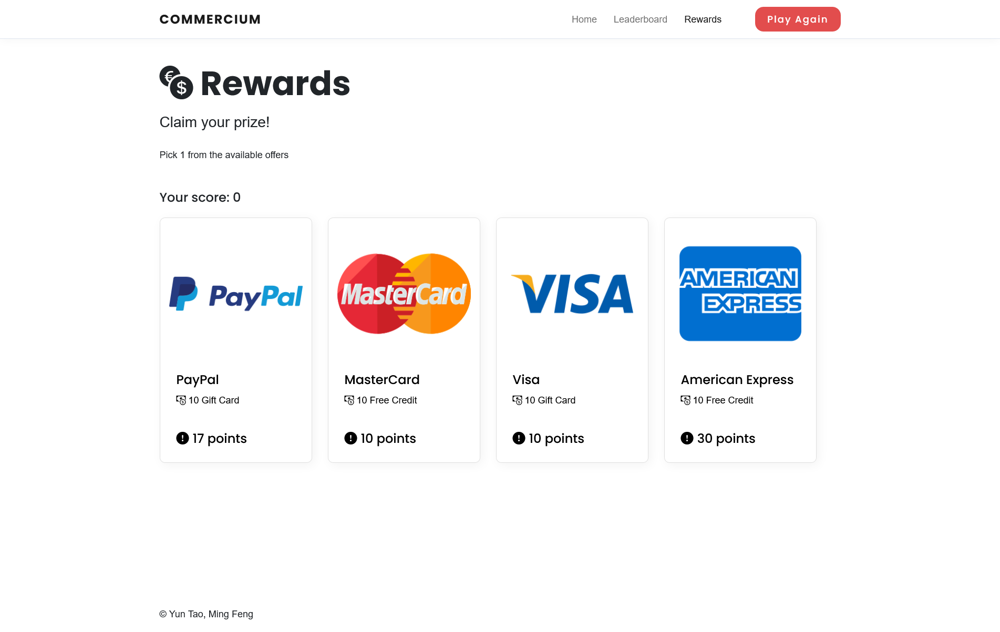 COMMERCIUM
Home
Leaderboard
Rewards
Play Again
€
$
Rewards
Claim your prize!
Pick 1 from the available offers
Your score: 0
PayPal
MasterCard
VISA
AMERICAN
EXPRESS
PayPal
MasterCard
Visa
American Express
10 Gift Card
10 Free Credit
10 Gift Card
10 Free Credit
17 points
10 points
10 points
30 points
© Yun Tao, Ming Feng